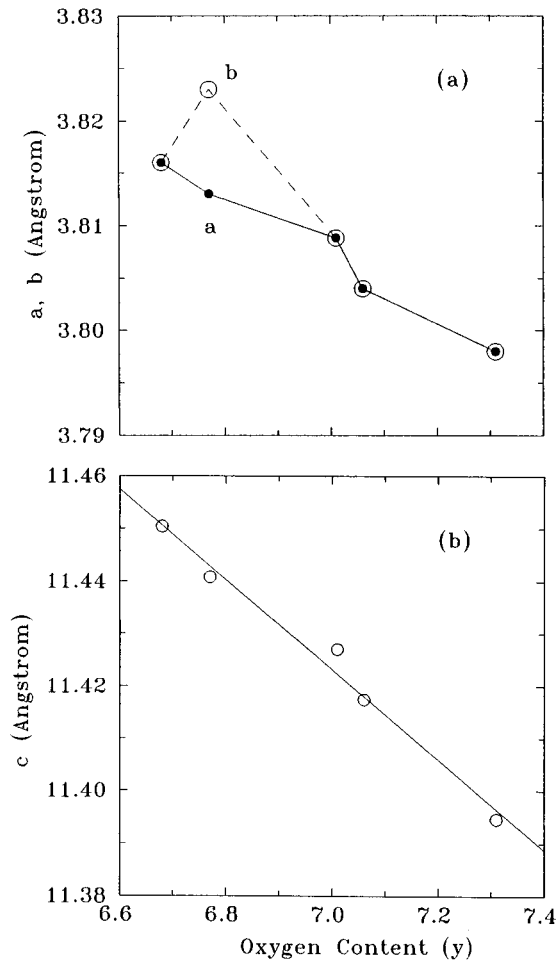 3.83
3.82
3.81
3.80
3.79
a, b (Angstrom)
(a)
b
a
11.46
11.44
11.42
11.40
11.38
c (Angstrom)
(b)
6.6 6.8 7.0 7.2 7.4
Oxygen Content (y)